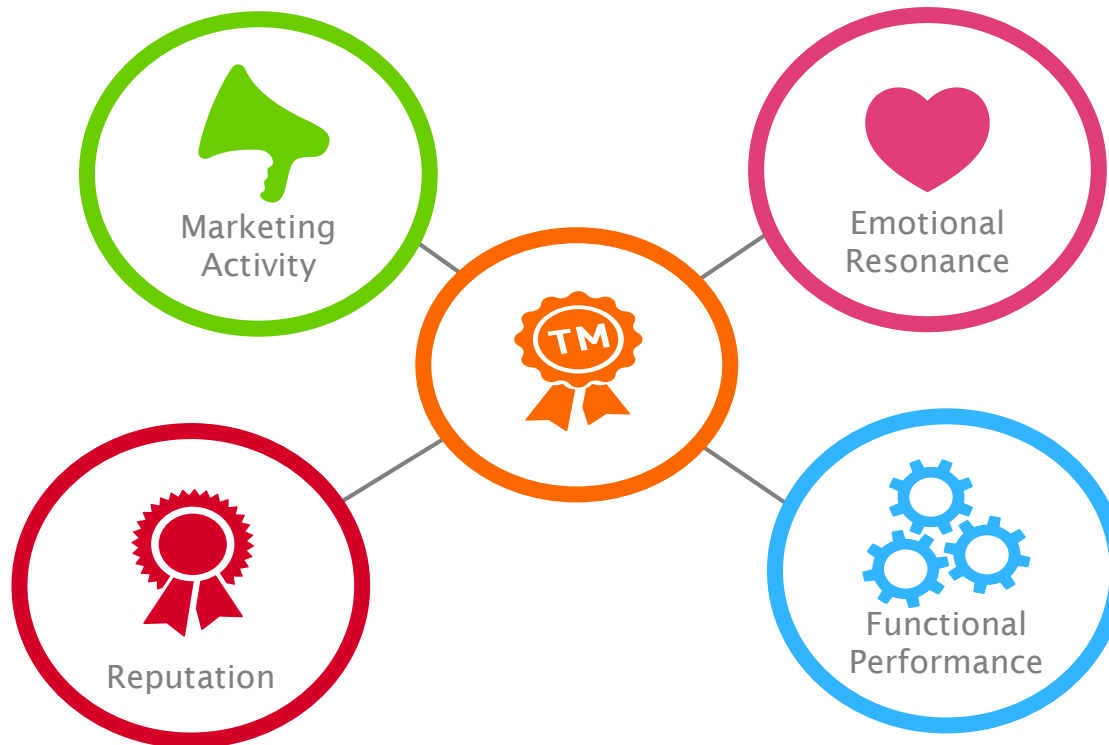 Marketing
Activity
Emotional
Resonance
TM
Reputation
Functional
Performance